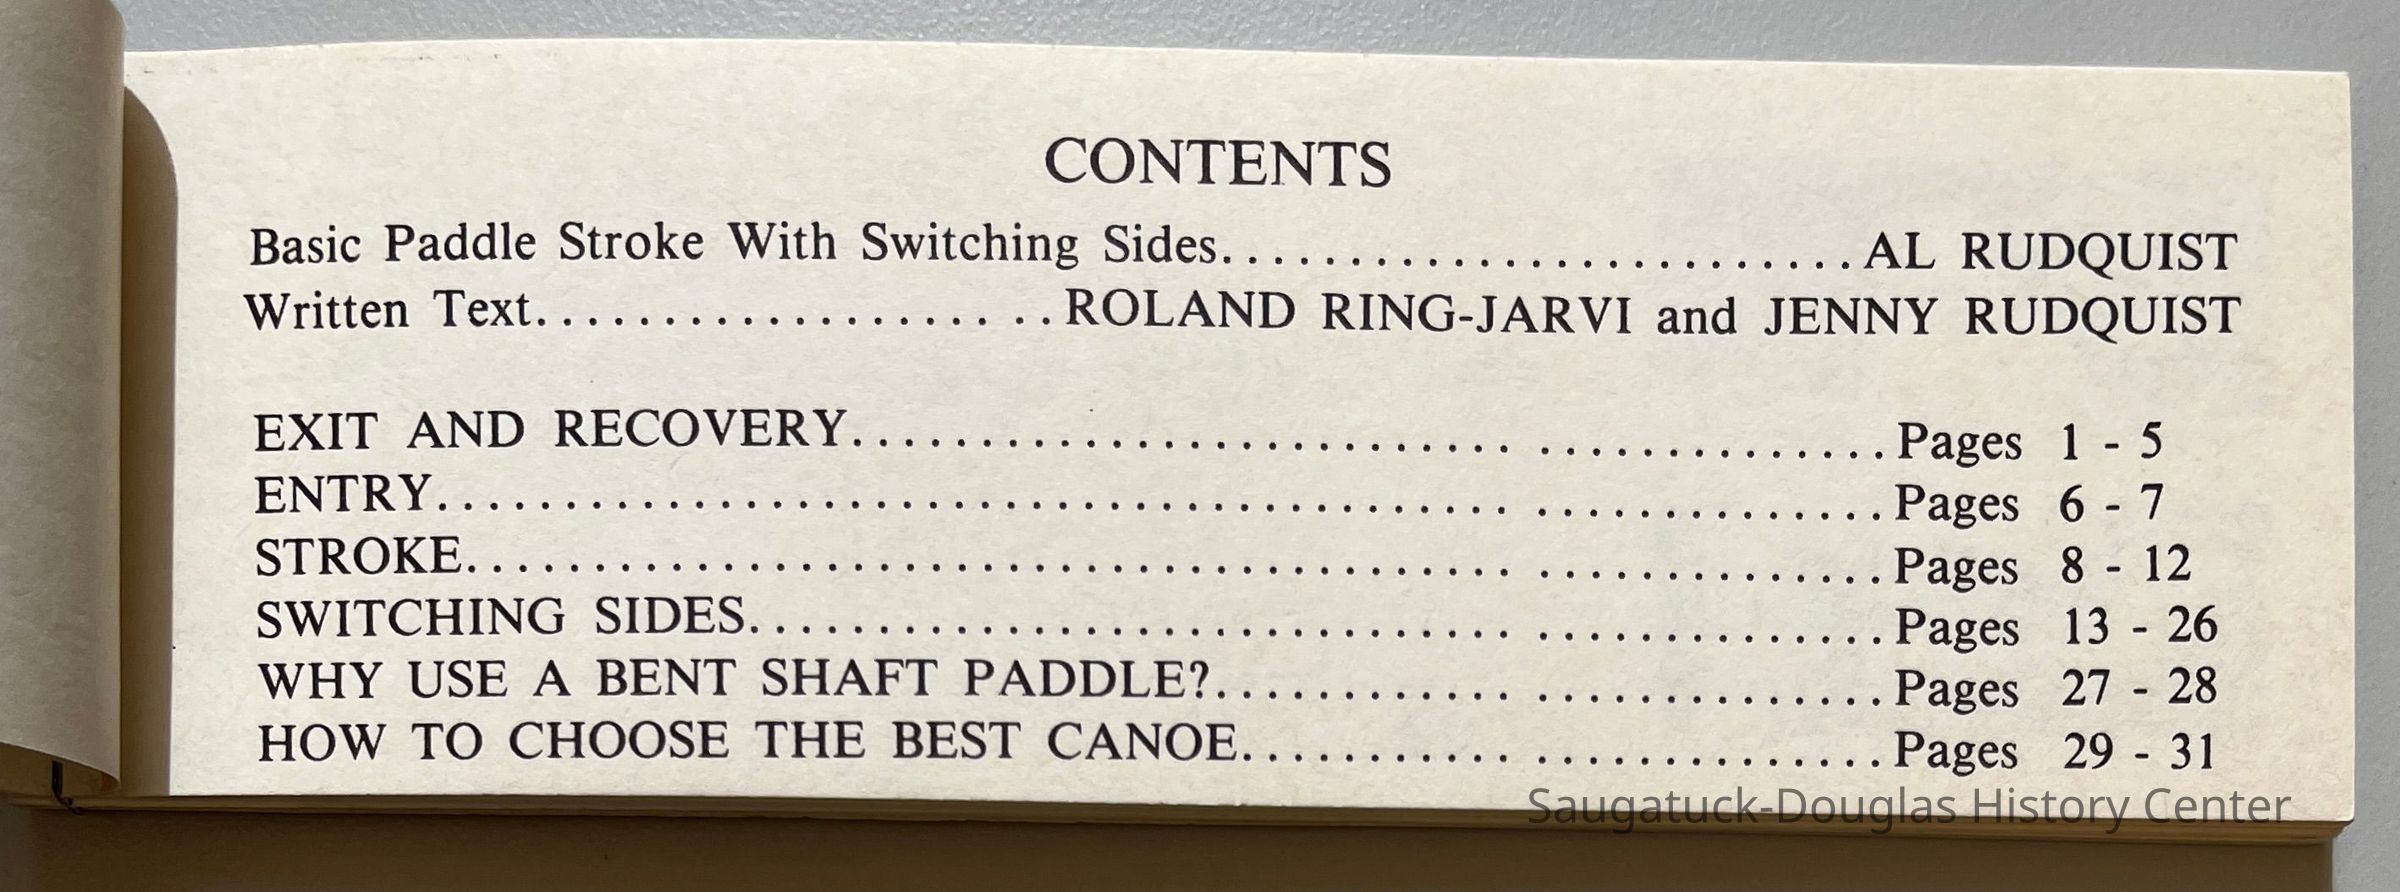 CONTENTS
Basic Paddle Stroke With Switching Sides..........................AL RUDQUIST
Written Text.....................ROLAND RING-JARVI and JENNY RUDQUIST
EXIT AND RECOVERY..........................................Pages 1 - 5
ENTRY................................................Pages 6 - 7
STROKE...............................................Pages 8 - 12
SWITCHING SIDES......................................Pages 13 - 26
WHY USE A BENT SHAFT PADDLE?..........................Pages 27 - 28
HOW TO CHOOSE THE BEST CANOE.........................Pages 29 - 31
Saugatuck-Douglas History Center